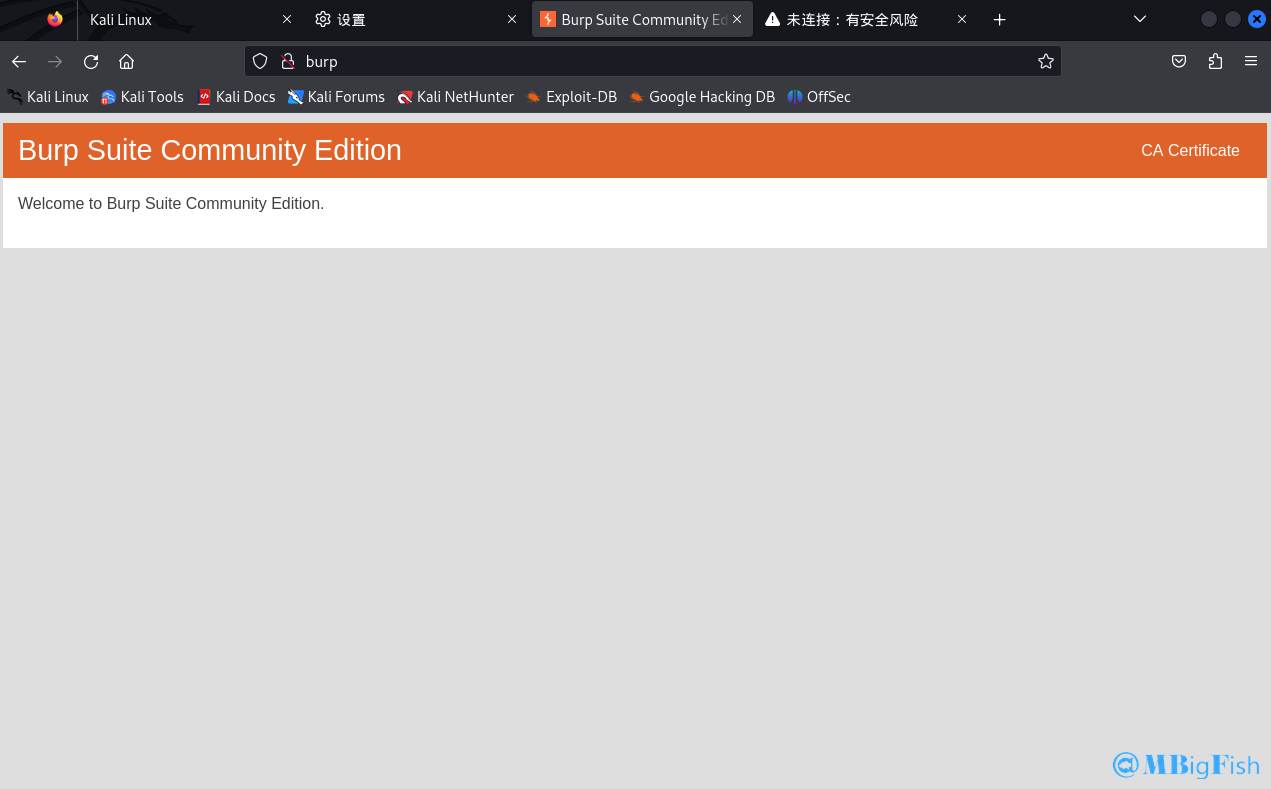 Kali Linux 设置 Burp Suite Community Ed 未连接：有安全风险
burp
Kali Linux Kali Tools Kali Docs Kali Forums Kali NetHunter Exploit-DB Google Hacking DB OffSec
Burp Suite Community Edition CA Certificate
Welcome to Burp Suite Community Edition.
@MBigFish